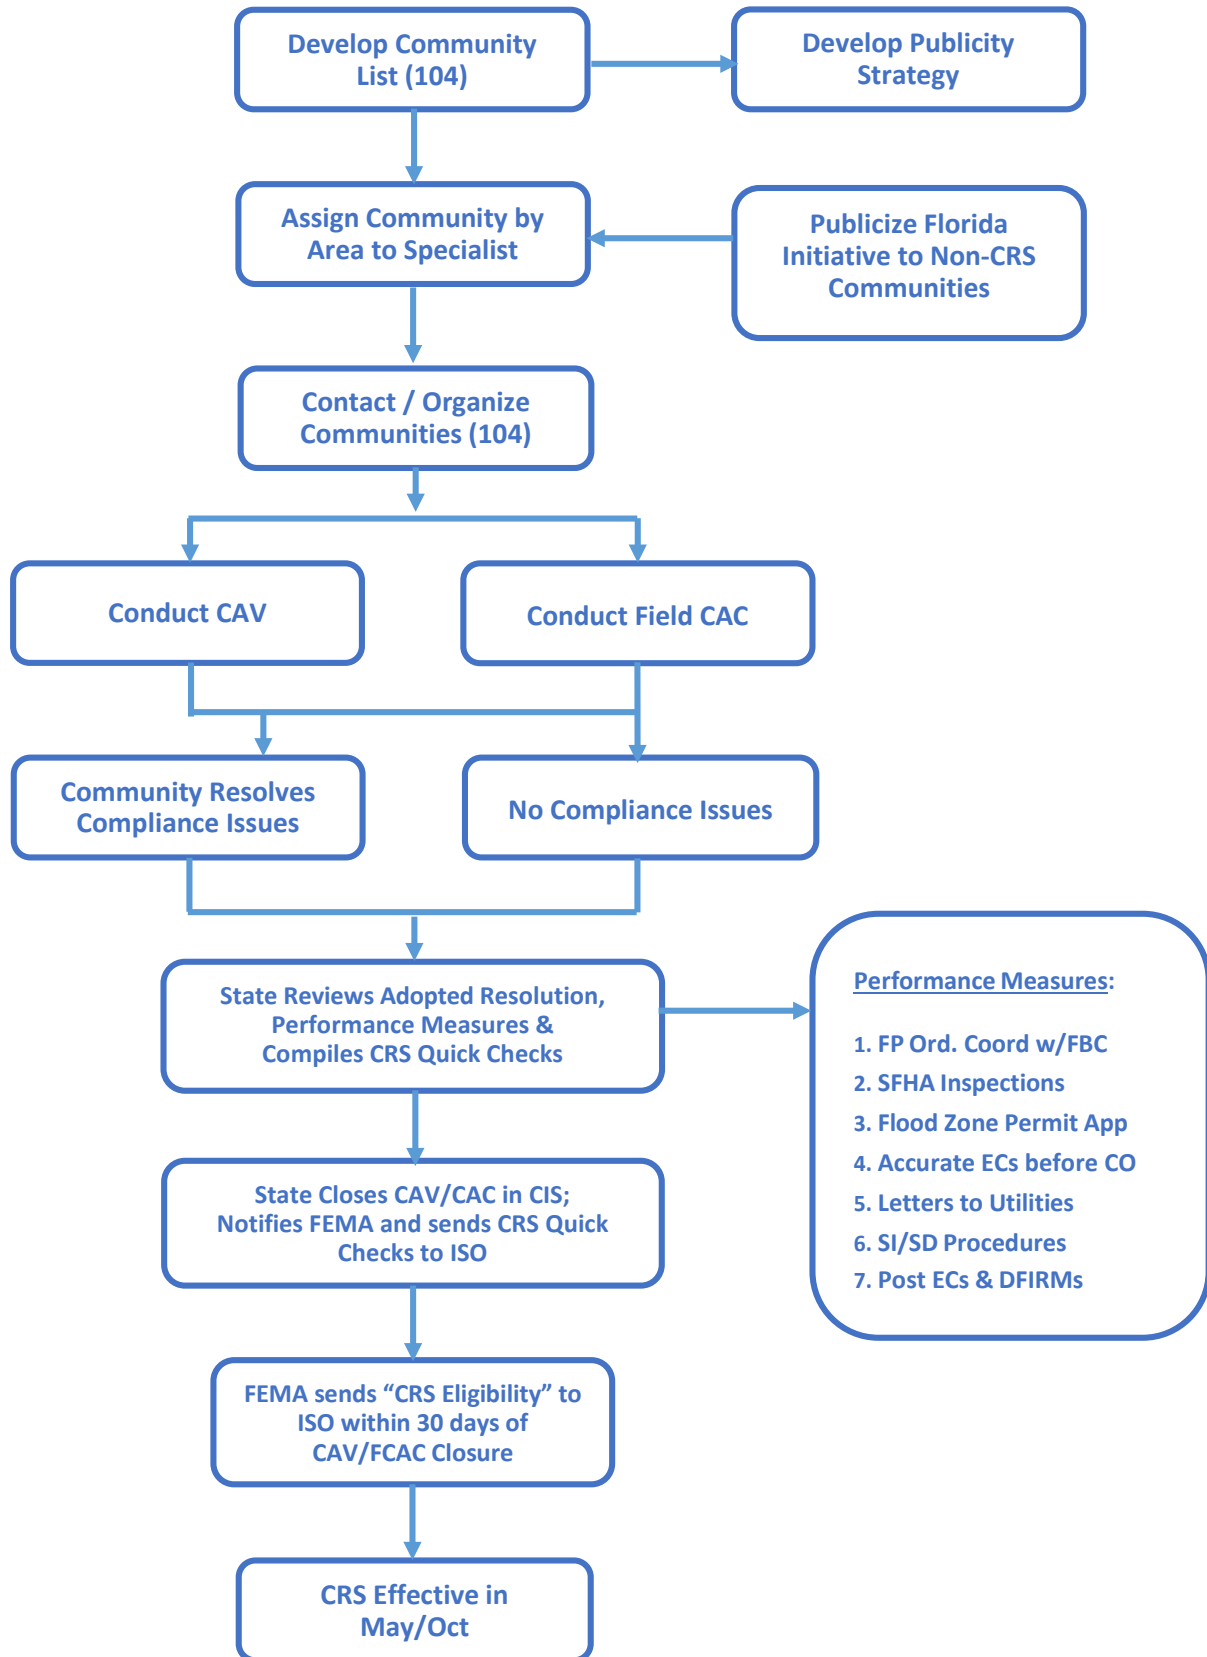 Develop Community
List (104)
Develop Publicity
Strategy
Assign Community by
Area to Specialist
Publicize Florida
Initiative to Non-CRS
Communities
Contact / Organize
Communities (104)
Conduct CAV
Conduct Field CAC
Community Resolves
Compliance Issues
No Compliance Issues
State Reviews Adopted Resolution,
Performance Measures &
Compiles CRS Quick Checks
Performance Measures:
1. FP Ord. Coord w/FBC
2. SFHA Inspections
3. Flood Zone Permit App
4. Accurate ECs before CO
5. Letters to Utilities
6. SI/SD Procedures
7. Post ECs & DFIRMs
State Closes CAV/CAC in CIS;
Notifies FEMA and sends CRS Quick
Checks to ISO
FEMA sends “CRS Eligibility” to
ISO within 30 days of
CAV/FCAC Closure
CRS Effective in
May/Oct